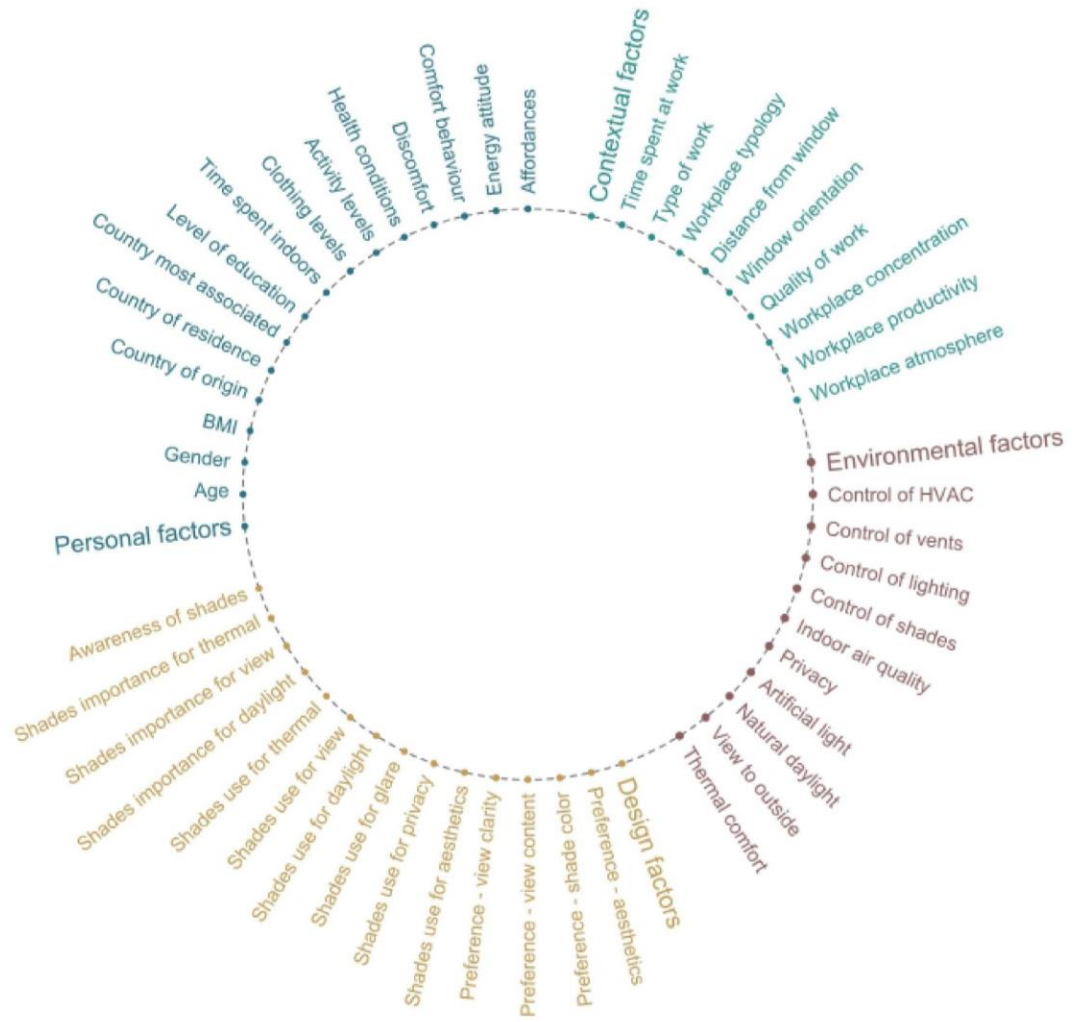 Contextual factors
Time spent at work
Type of work
Workplace typology
Distance from window
Window orientation
Quality of work
Workplace concentration
Workplace productivity
Workplace atmosphere
Environmental factors
Control of HVAC
Control of vents
Control of lighting
Control of shades
Indoor air quality
Privacy
Artificial light
Natural daylight
View to outside
Thermal comfort
Design factors
Preference - aesthetics
Preference - shade color
Preference - view content
Preference - view clarity
Shades use for aesthetics
Shades use for privacy
Shades use for glare
Shades use for daylight
Shades use for view
Shades use for thermal
Shades importance for daylight
Shades importance for view
Shades importance for thermal
Awareness of shades
Personal factors
Age
Gender
BMI
Country of origin
Country of residence
Country most associated
Level of education
Time spent indoors
Clothing levels
Activity levels
Health conditions
Discomfort
Comfort behaviour
Energy attitude
Affordances